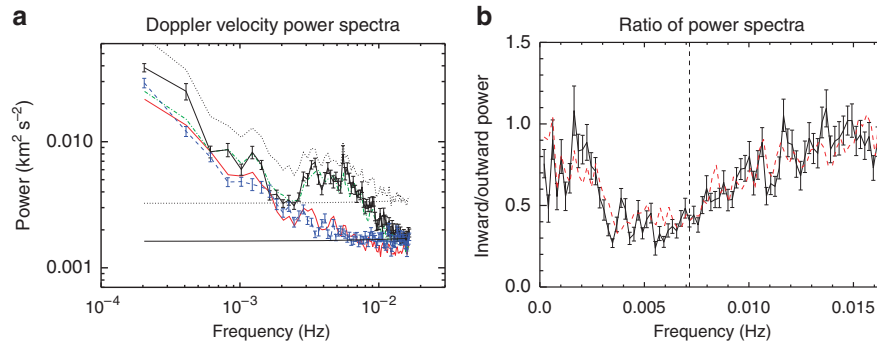 a
Doppler velocity power spectra
Power (km² s⁻²)
0.010
0.001
10⁻⁴
10⁻³
10⁻²
Frequency (Hz)
b
Ratio of power spectra
Inward/outward power
1.5
1.0
0.5
0.0
0.0
0.005
0.010
0.015
Frequency (Hz)